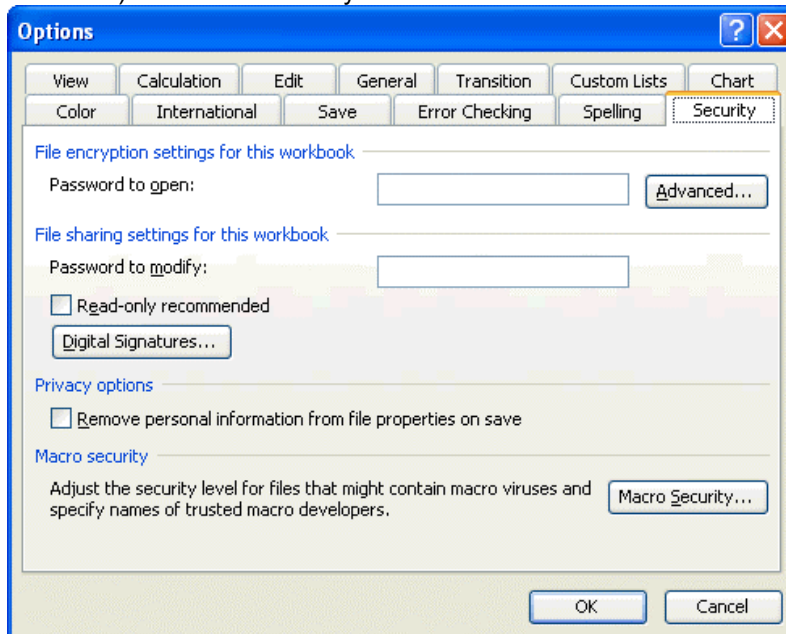 Options
View Calculation Edit General Transition Custom Lists Chart
Color International Save Error Checking Spelling Security
File encryption settings for this workbook
Password to open:
Advanced...
File sharing settings for this workbook
Password to modify:
Read-only recommended
Digital Signatures...
Privacy options
Remove personal information from file properties on save
Macro security
Adjust the security level for files that might contain macro viruses and
specify names of trusted macro developers.
Macro Security...
OK Cancel